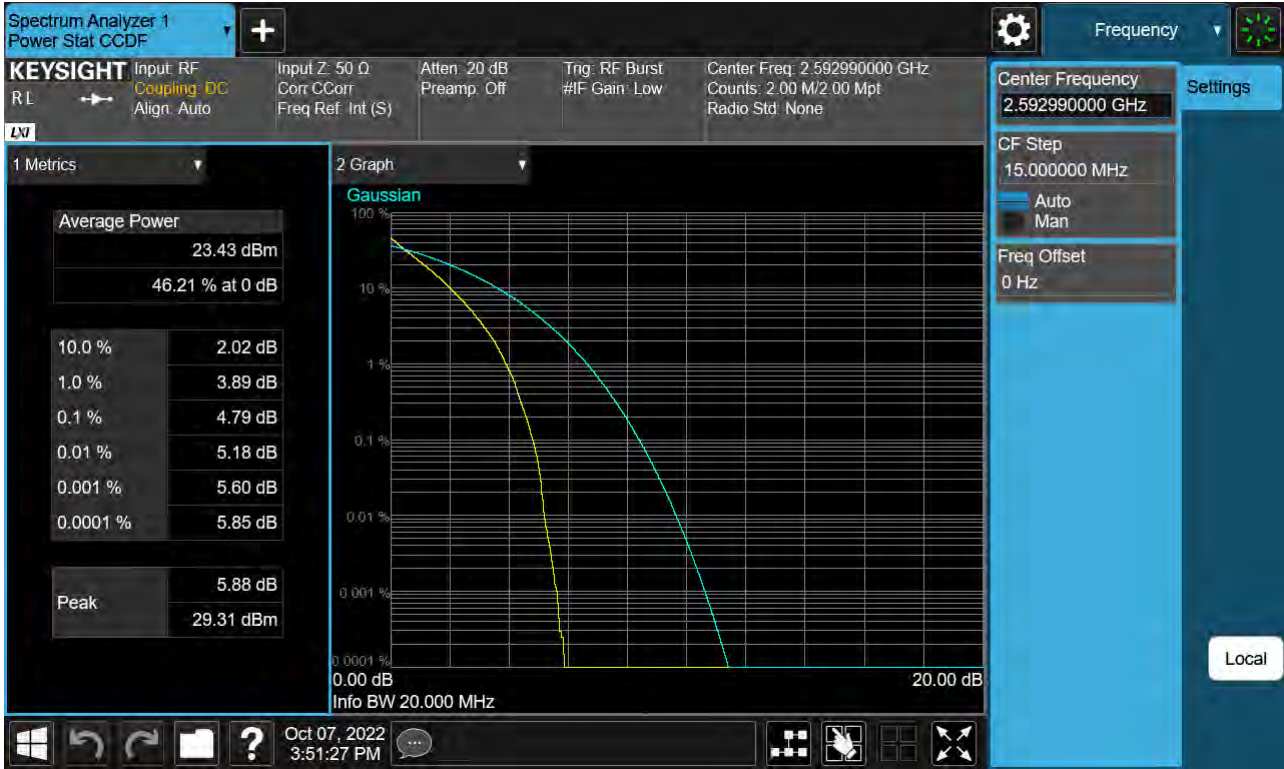 Spectrum Analyzer 1
Power Stat CCDF
Frequency
KEYSIGHT
R L
LXI
Input: RF
Coupling: DC
Align: Auto
Input Z: 50 Ω
Corr CCorr
Freq Ref: Int (S)
Atten: 20 dB
Preamp: Off
Trig: RF Burst
#IF Gain: Low
Center Freq: 2.592990000 GHz
Counts: 2.00 M/2.00 Mpt
Radio Std: None
1 Metrics
Average Power
23.43 dBm
46.21 % at 0 dB
10.0 % 2.02 dB
1.0 % 3.89 dB
0.1 % 4.79 dB
0.01 % 5.18 dB
0.001 % 5.60 dB
0.0001 % 5.85 dB
Peak
5.88 dB
29.31 dBm
2 Graph
Gaussian
100 %
10 %
1 %
0.1 %
0.01 %
0.001 %
0.0001 %
0.00 dB
20.00 dB
Info BW 20.000 MHz
Center Frequency
2.592990000 GHz
CF Step
15.000000 MHz
Auto
Man
Freq Offset
0 Hz
Settings
Local
?
Oct 07, 2022
3:51:27 PM